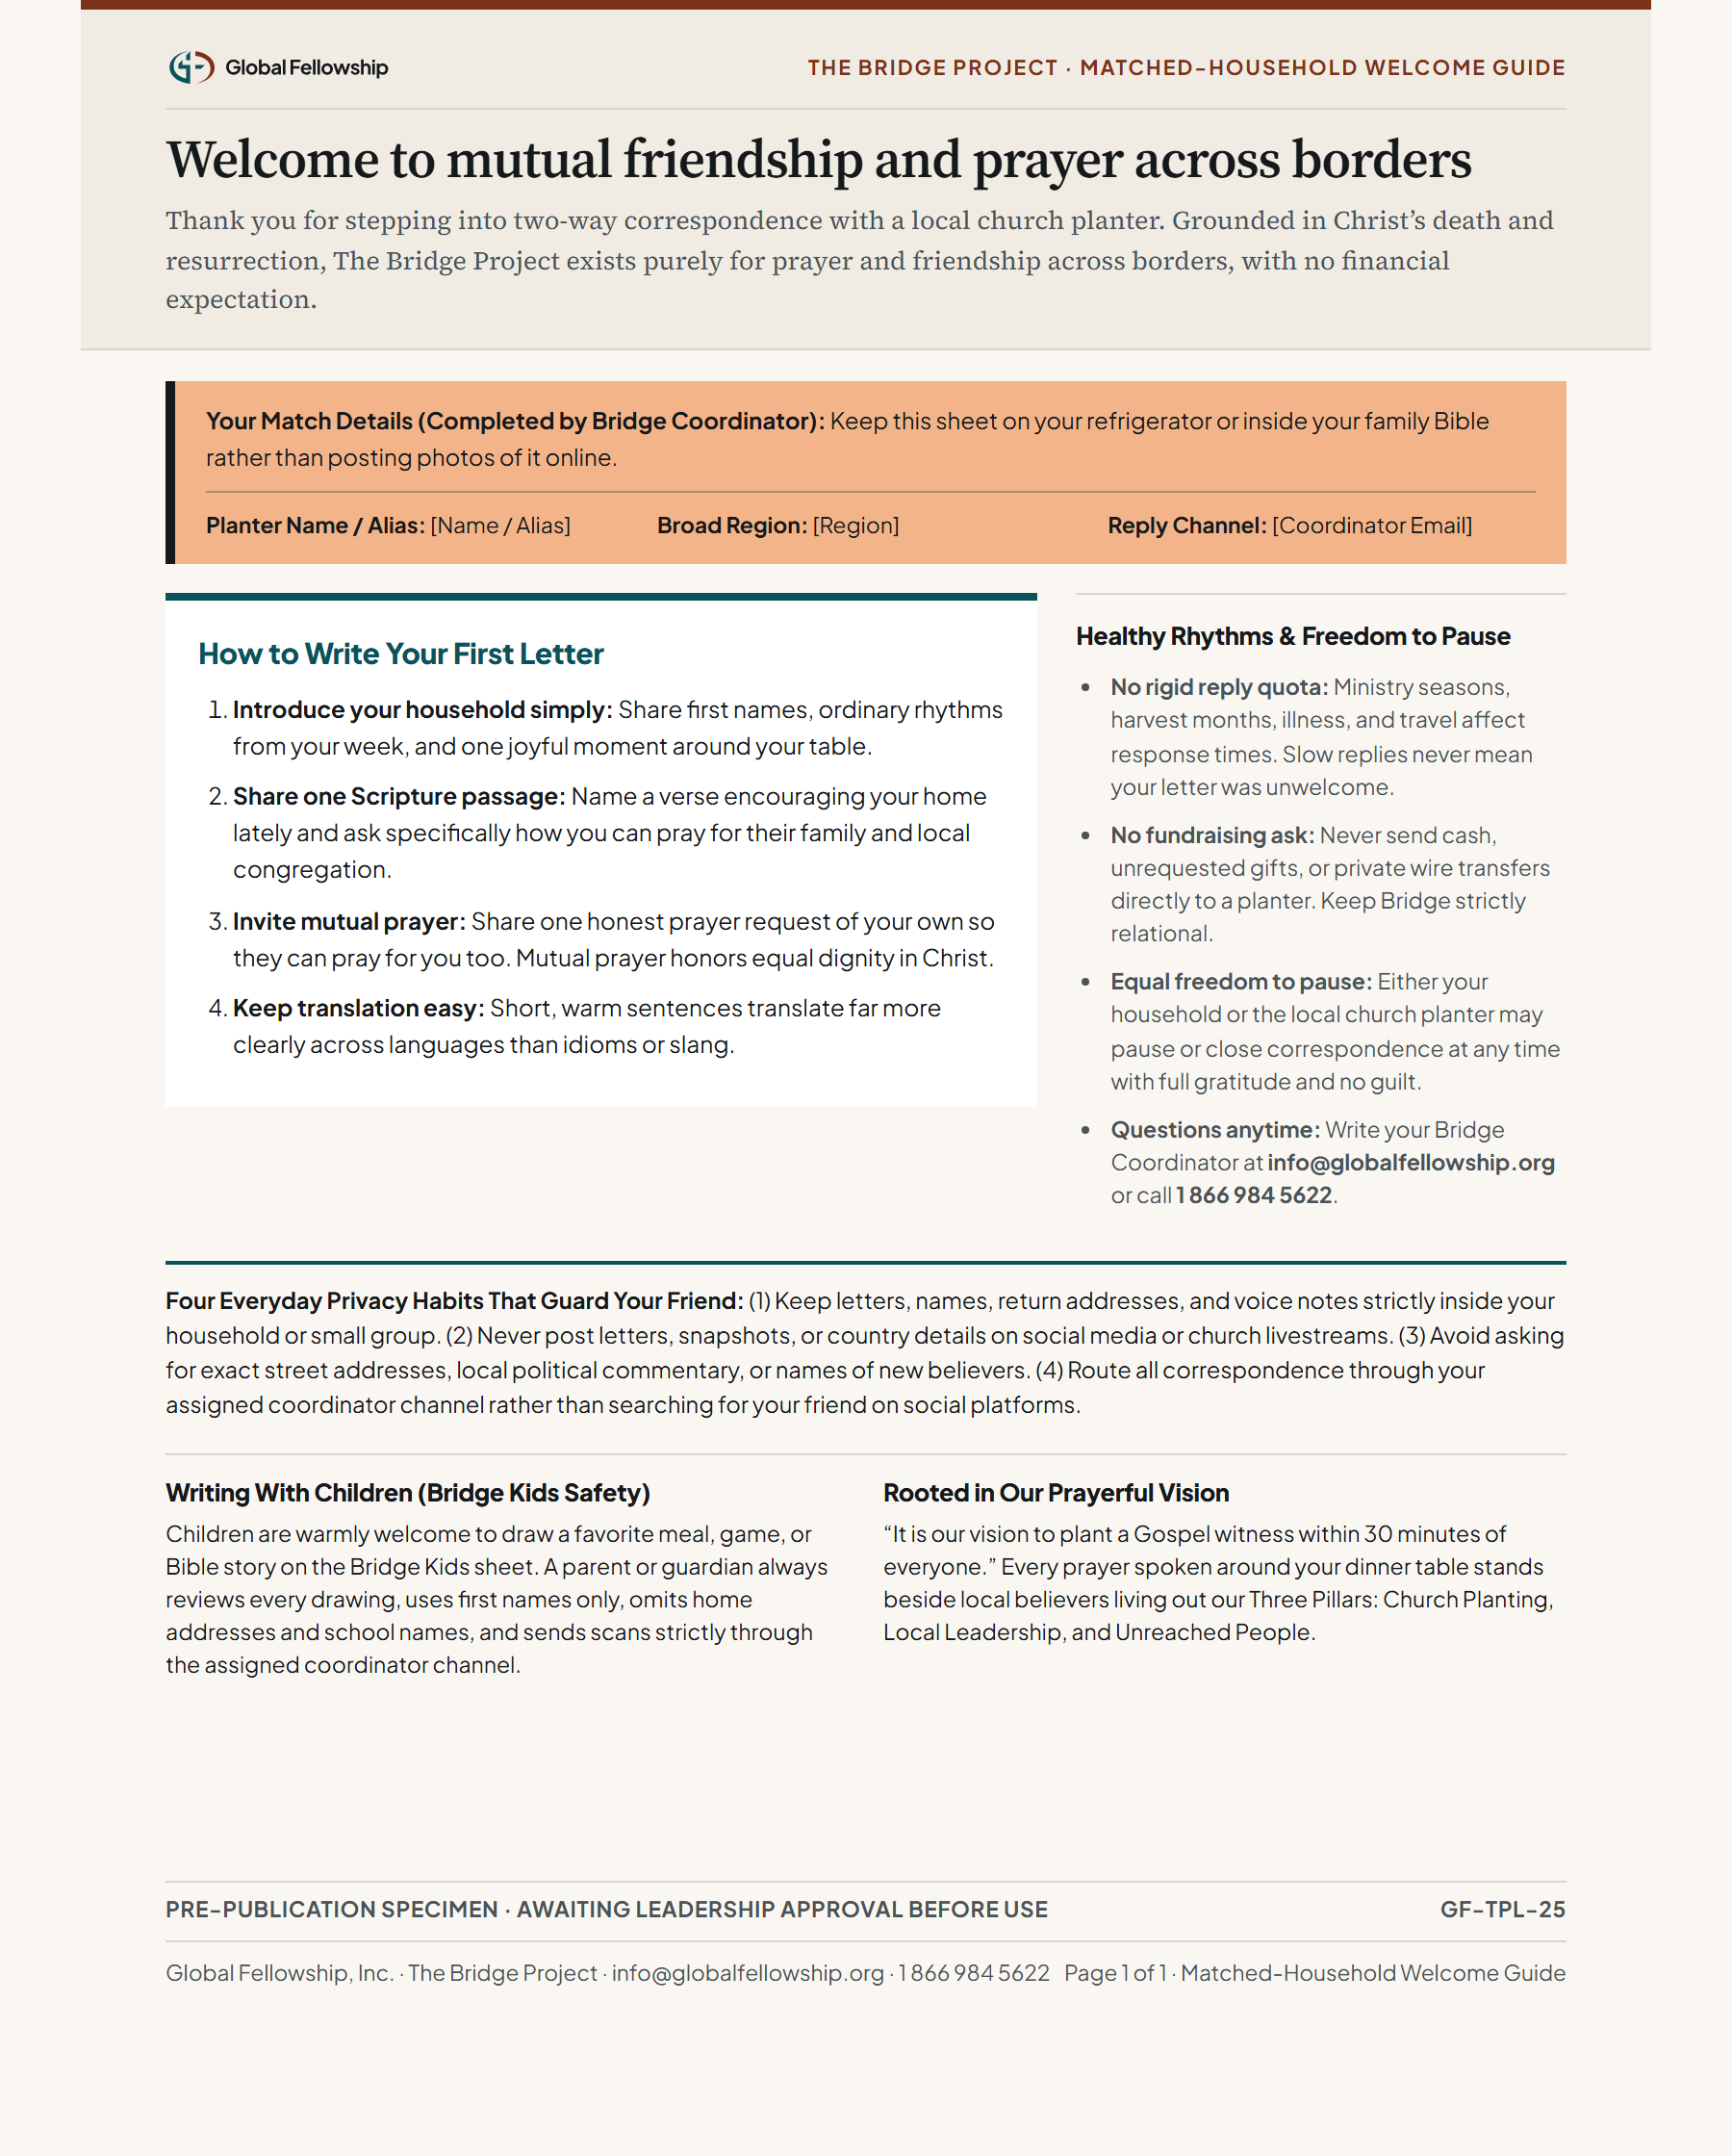 Global Fellowship
THE BRIDGE PROJECT · MATCHED-HOUSEHOLD WELCOME GUIDE
Welcome to mutual friendship and prayer across borders
Thank you for stepping into two-way correspondence with a local church planter. Grounded in Christ’s death and
resurrection, The Bridge Project exists purely for prayer and friendship across borders, with no financial
expectation.
Your Match Details (Completed by Bridge Coordinator): Keep this sheet on your refrigerator or inside your family Bible
rather than posting photos of it online.
Planter Name / Alias: [Name / Alias]
Broad Region: [Region]
Reply Channel: [Coordinator Email]
How to Write Your First Letter
1. Introduce your household simply: Share first names, ordinary rhythms
from your week, and one joyful moment around your table.
2. Share one Scripture passage: Name a verse encouraging your home
lately and ask specifically how you can pray for their family and local
congregation.
3. Invite mutual prayer: Share one honest prayer request of your own so
they can pray for you too. Mutual prayer honors equal dignity in Christ.
4. Keep translation easy: Short, warm sentences translate far more
clearly across languages than idioms or slang.
Healthy Rhythms & Freedom to Pause
• No rigid reply quota: Ministry seasons,
harvest months, illness, and travel affect
response times. Slow replies never mean
your letter was unwelcome.
• No fundraising ask: Never send cash,
unrequested gifts, or private wire transfers
directly to a planter. Keep Bridge strictly
relational.
• Equal freedom to pause: Either your
household or the local church planter may
pause or close correspondence at any time
with full gratitude and no guilt.
• Questions anytime: Write your Bridge
Coordinator at info@globalfellowship.org
or call 1 866 984 5622.
Four Everyday Privacy Habits That Guard Your Friend: (1) Keep letters, names, return addresses, and voice notes strictly inside your
household or small group. (2) Never post letters, snapshots, or country details on social media or church livestreams. (3) Avoid asking
for exact street addresses, local political commentary, or names of new believers. (4) Route all correspondence through your
assigned coordinator channel rather than searching for your friend on social platforms.
Writing With Children (Bridge Kids Safety)
Children are warmly welcome to draw a favorite meal, game, or
Bible story on the Bridge Kids sheet. A parent or guardian always
reviews every drawing, uses first names only, omits home
addresses and school names, and sends scans strictly through
the assigned coordinator channel.
Rooted in Our Prayerful Vision
“It is our vision to plant a Gospel witness within 30 minutes of
everyone.” Every prayer spoken around your dinner table stands
beside local believers living out our Three Pillars: Church Planting,
Local Leadership, and Unreached People.
PRE-PUBLICATION SPECIMEN · AWAITING LEADERSHIP APPROVAL BEFORE USE
GF-TPL-25
Global Fellowship, Inc. · The Bridge Project · info@globalfellowship.org · 1 866 984 5622
Page 1 of 1 · Matched-Household Welcome Guide